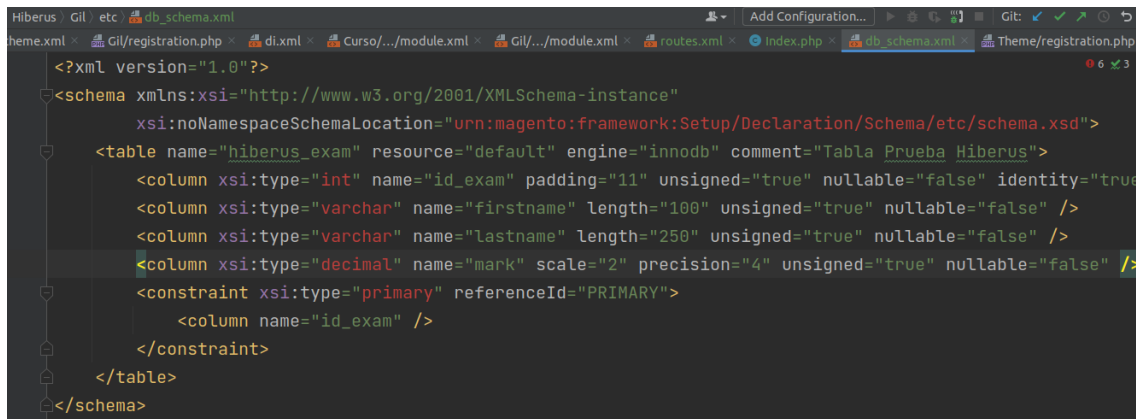 Hiberus Gil etc db_schema.xml Add Configuration... Git:
heme.xml Gil/registration.php di.xml Curso/.../module.xml Gil/.../module.xml routes.xml Index.php db_schema.xml Theme/registration.php
<?xml version="1.0"?> 6 3
<schema xmlns:xsi="http://www.w3.org/2001/XMLSchema-instance"
xsi:noNamespaceSchemaLocation="urn:magento:framework:Setup/Declaration/Schema/etc/schema.xsd">
<table name="hiberus_exam" resource="default" engine="innodb" comment="Tabla Prueba Hiberus">
<column xsi:type="int" name="id_exam" padding="11" unsigned="true" nullable="false" identity="true
<column xsi:type="varchar" name="firstname" length="100" unsigned="true" nullable="false" />
<column xsi:type="varchar" name="lastname" length="250" unsigned="true" nullable="false" />
<column xsi:type="decimal" name="mark" scale="2" precision="4" unsigned="true" nullable="false" />
<constraint xsi:type="primary" referenceId="PRIMARY">
<column name="id_exam" />
</constraint>
</table>
</schema>